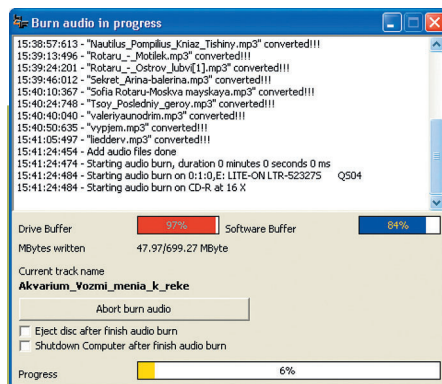 Burn audio in progress
15:38:57:613 - "Nautilus_Pompilius_Kniaz_Tishiny.mp3" converted!!!
15:39:13:496 - "Rotaru_-_Motilek.mp3" converted!!!
15:39:24:201 - "Rotaru_-_Ostrov_lubvi[1].mp3" converted!!!
15:39:46:012 - "Sekret_Arina-balerina.mp3" converted!!!
15:40:10:367 - "Sofia Rotaru-Moskva mayskaya.mp3" converted!!!
15:40:24:748 - "Tsoy_Posledniy_geroy.mp3" converted!!!
15:40:40:040 - "valeriyaunodrim.mp3" converted!!!
15:40:50:635 - "vypjem.mp3" converted!!!
15:41:05:497 - "liedderv.mp3" converted!!!
15:41:24:454 - Add audio files done
15:41:24:474 - Starting audio burn, duration 0 minutes 0 seconds 0 ms
15:41:24:484 - Starting audio burn on 0:1:0,E: LITE-ON LTR-52327S QS04
15:41:24:484 - Starting audio burn on CD-R at 16 X
Drive Buffer 97% Software Buffer 84%
MBytes written 47.97/699.27 MByte
Current track name
Akvarium_Vozmi_menia_k_reke
Abort burn audio
Eject disc after finish audio burn
Shutdown Computer after finish audio burn
Progress 6%